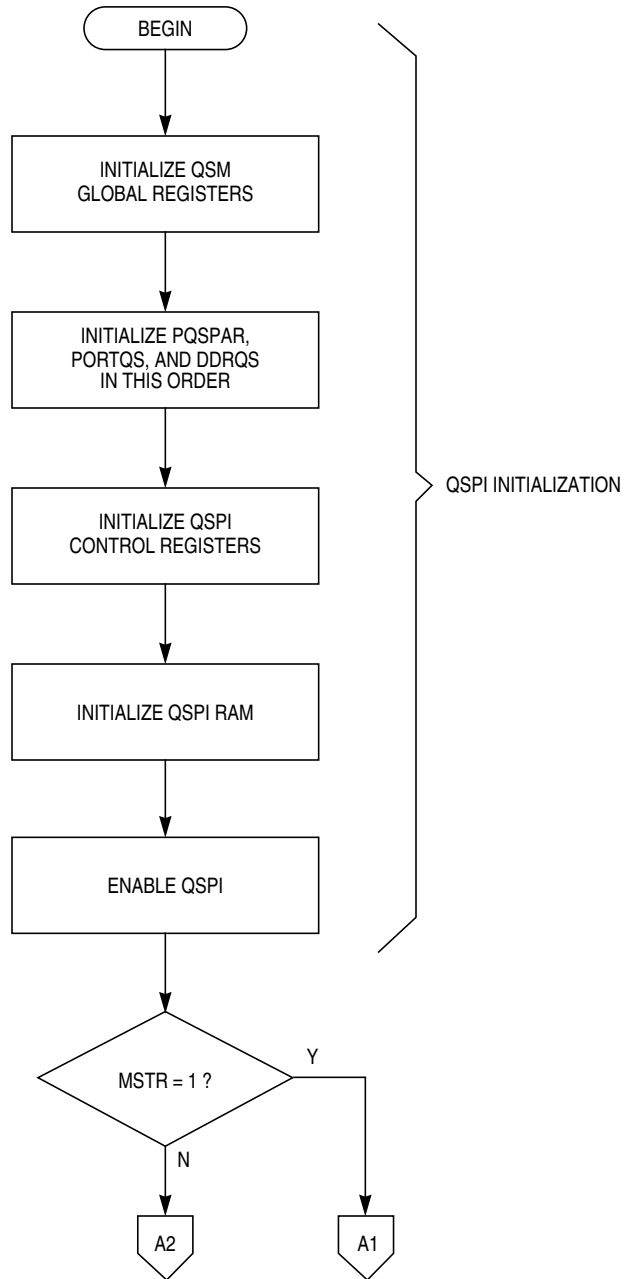 BEGIN
INITIALIZE QSM
GLOBAL REGISTERS
INITIALIZE PQSPAR,
PORTQS, AND DDRQS
IN THIS ORDER
QSPI INITIALIZATION
INITIALIZE QSPI
CONTROL REGISTERS
INITIALIZE QSPI RAM
ENABLE QSPI
MSTR = 1 ?
Y
N
A2
A1